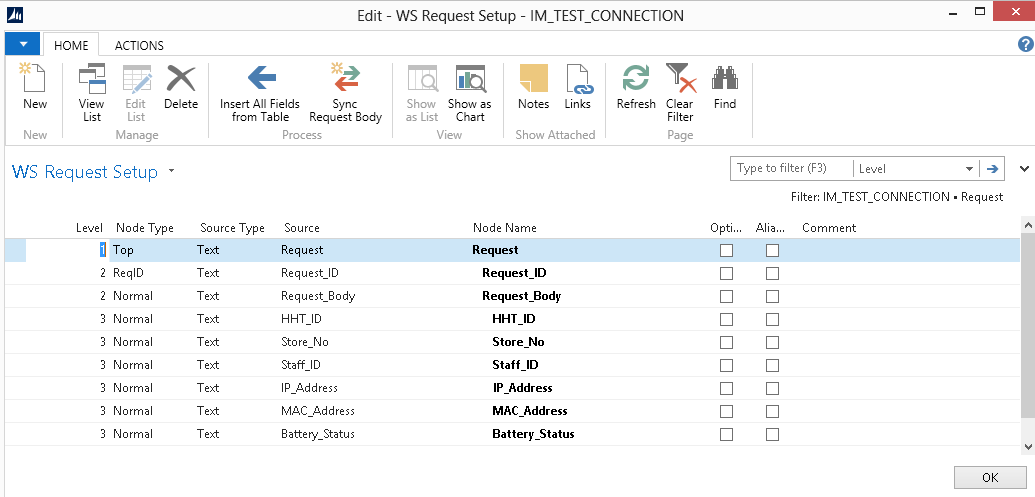 Edit - WS Request Setup - IM_TEST_CONNECTION
HOME ACTIONS
New View List Edit List Delete Insert All Fields from Table Sync Request Body Show as List Show as Chart Notes Links Refresh Clear Filter Find
New Manage Process View Show Attached Page
WS Request Setup Type to filter (F3) Level
Filter: IM_TEST_CONNECTION • Request
Level Node Type Source Type Source Node Name Opti... Alia... Comment
1 Top Text Request Request
2 ReqID Text Request_ID Request_ID
2 Normal Text Request_Body Request_Body
3 Normal Text HHT_ID HHT_ID
3 Normal Text Store_No Store_No
3 Normal Text Staff_ID Staff_ID
3 Normal Text IP_Address IP_Address
3 Normal Text MAC_Address MAC_Address
3 Normal Text Battery_Status Battery_Status
OK